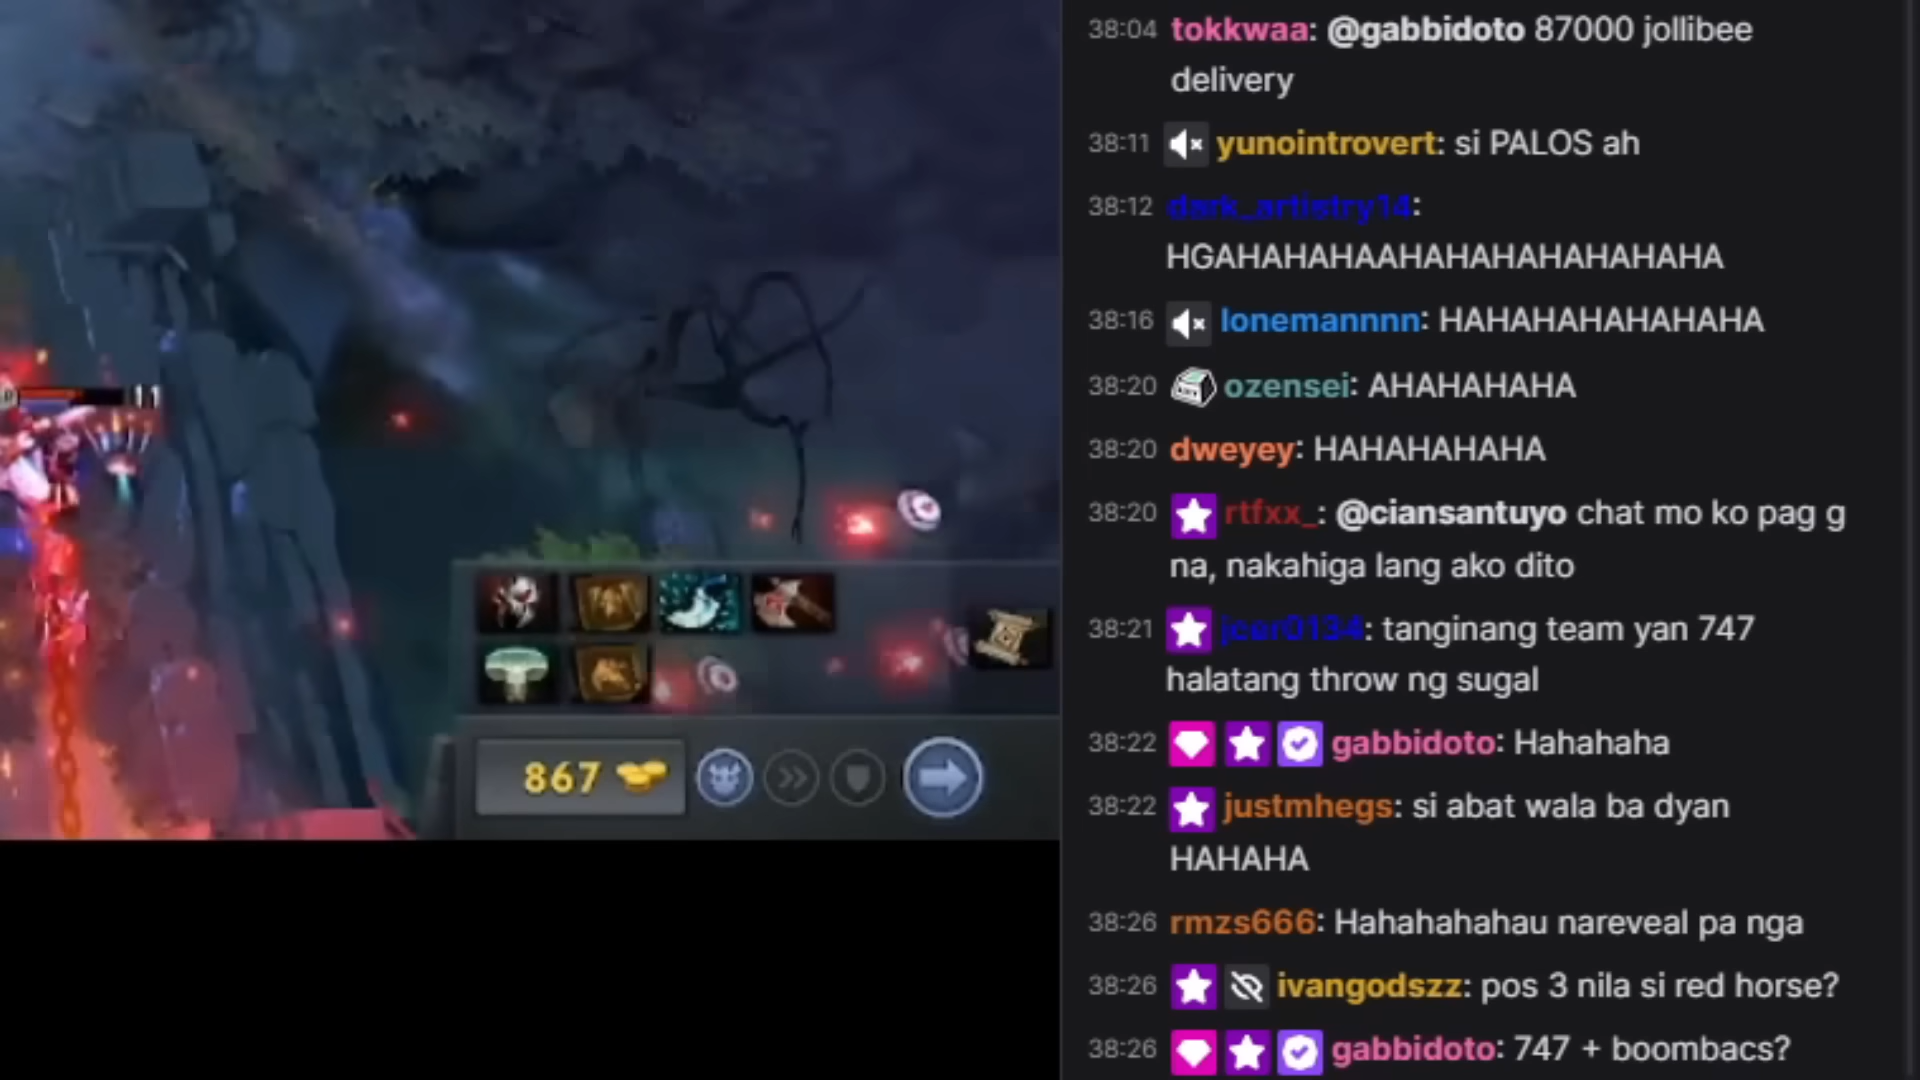 11
867
38:04 tokkwaa: @gabbidoto 87000 jollibee
delivery
38:11 yunointrovert: si PALOS ah
38:12 dark_artistry14:
HGAHAHAHAAHAHAHAHAHAHAHA
38:16 lonemannnn: HAHAHAHAHAHAHA
38:20 ozensei: AHAHAHAHA
38:20 dweyey: HAHAHAHAHA
38:20 rtfxx_: @ciansantuyo chat mo ko pag g
na, nakahiga lang ako dito
38:21 jcer0134: tanginang team yan 747
halatang throw ng sugal
38:22 gabbidoto: Hahahaha
38:22 justmhegs: si abat wala ba dyan
HAHAHA
38:26 rmzs666: Hahahahahau nareveal pa nga
38:26 ivangodszz: pos 3 nila si red horse?
38:26 gabbidoto: 747 + boombacs?